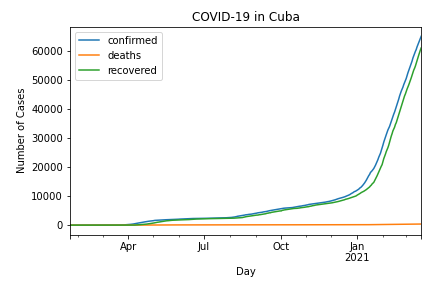 COVID-19 in Cuba
confirmed
deaths
recovered
Number of Cases
60000
50000
40000
30000
20000
10000
0
Apr
Jul
Oct
Jan
2021
Day